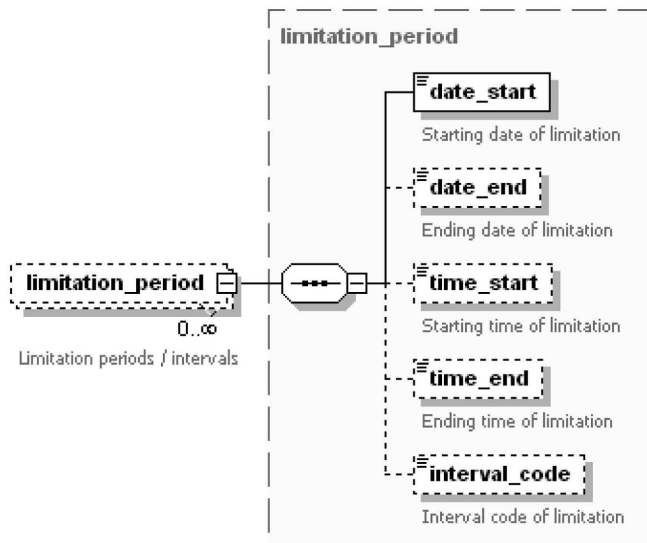 limitation_period
date_start
Starting date of limitation
date_end
Ending date of limitation
limitation_period
0..∞
Limitation periods / intervals
time_start
Starting time of limitation
time_end
Ending time of limitation
interval_code
Interval code of limitation